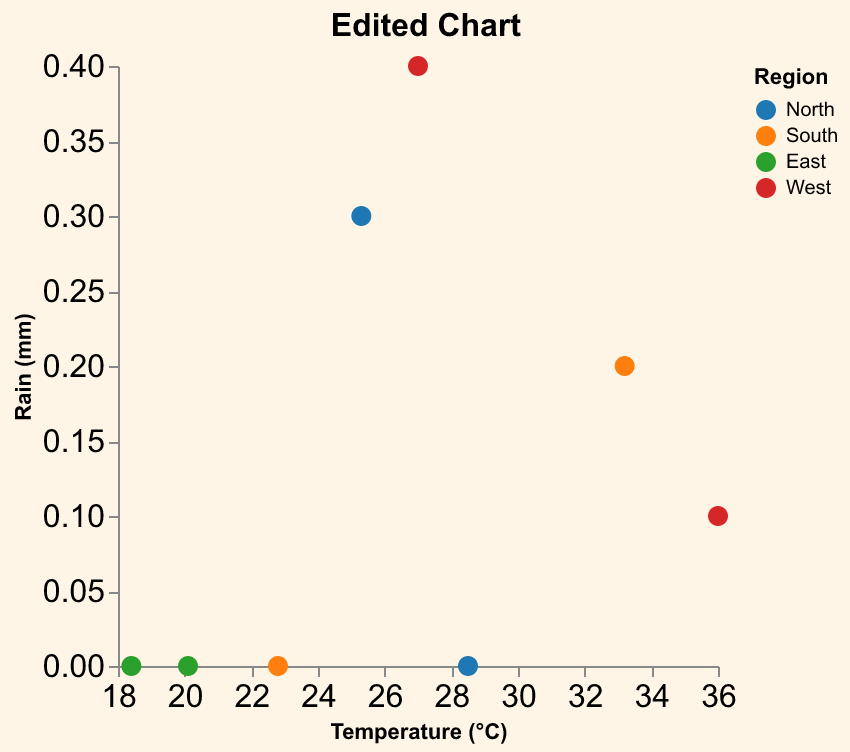 Edited Chart
0.40
0.35
0.30
0.25
0.20
0.15
0.10
0.05
0.00
Rain (mm)
18 20 22 24 26 28 30 32 34 36
Temperature (°C)
Region
North
South
East
West